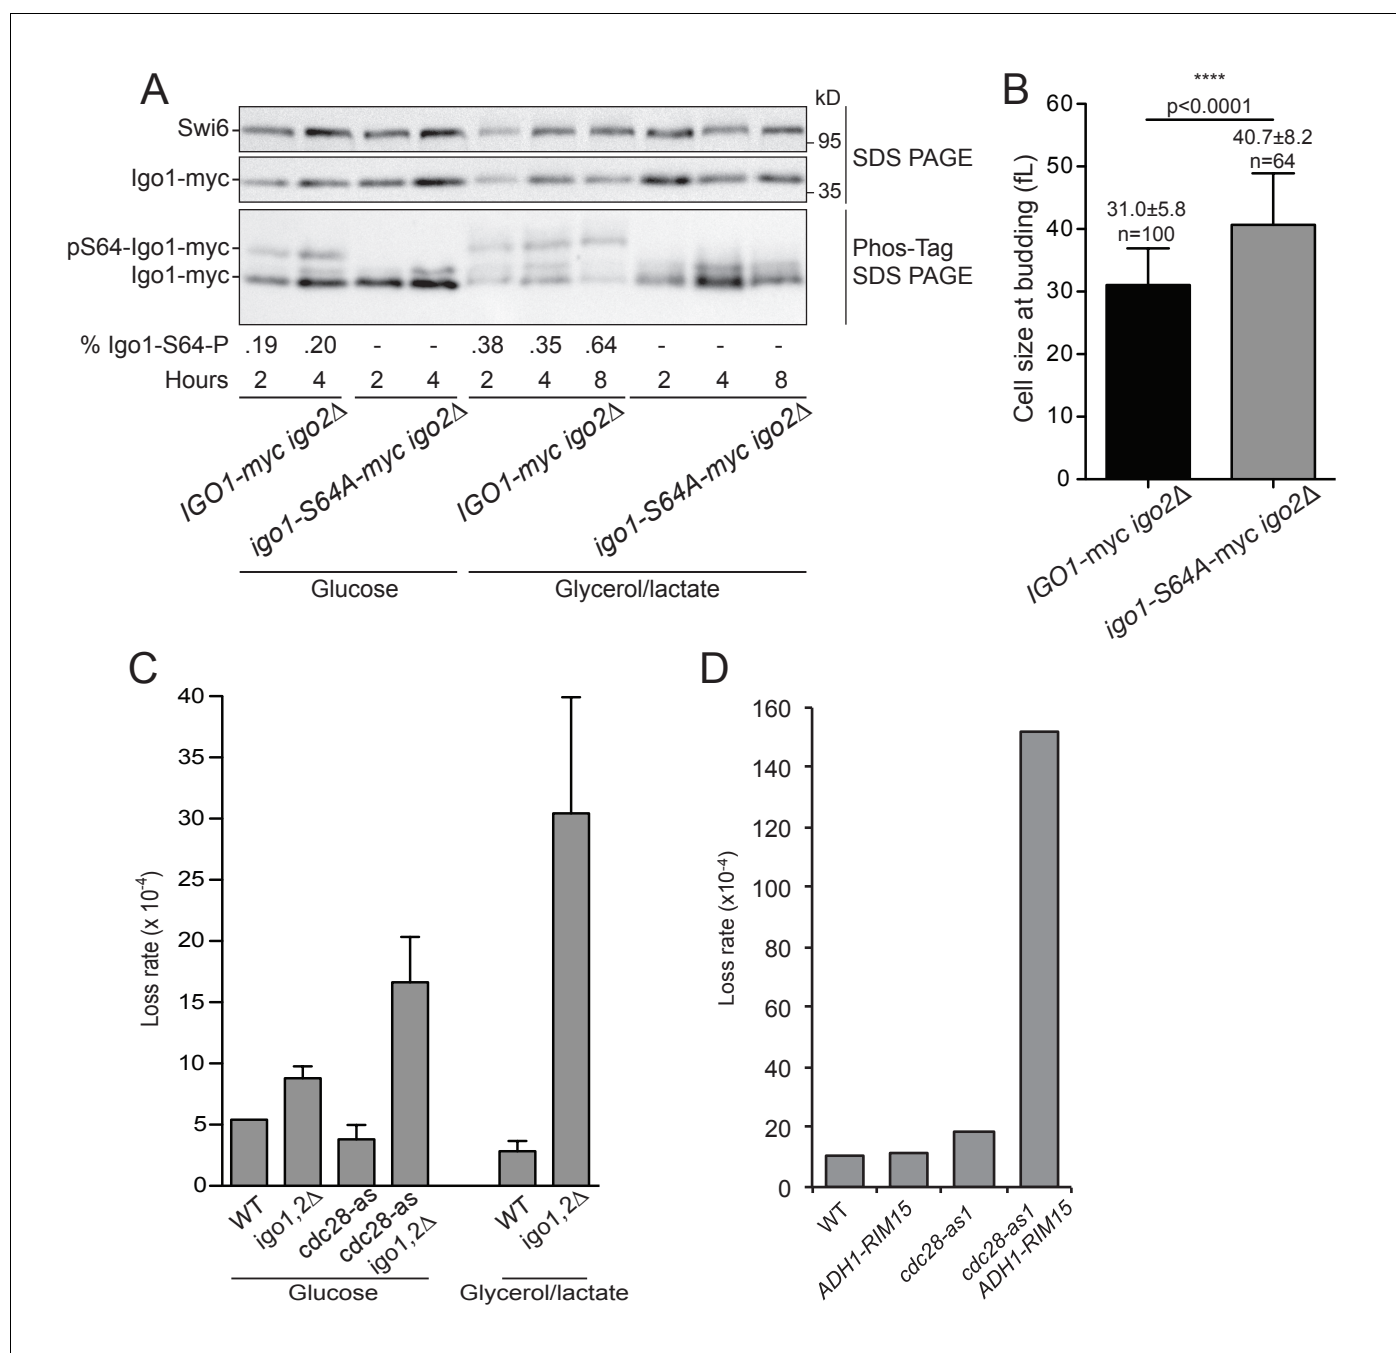 A
kD
Swi6
95
SDS PAGE
Igo1-myc
35
pS64-Igo1-myc
Igo1-myc
Phos-Tag
SDS PAGE
% Igo1-S64-P .19 .20 - - .38 .35 .64 - - -
Hours 2 4 2 4 2 4 8 2 4 8
IGO1-myc igo2Δ
igo1-S64A-myc igo2Δ
IGO1-myc igo2Δ
igo1-S64A-myc igo2Δ
Glucose
Glycerol/lactate
B
****
p<0.0001
Cell size at budding (fL)
60
50
40
30
20
10
0
31.0±5.8
n=100
40.7±8.2
n=64
IGO1-myc igo2Δ
igo1-S64A-myc igo2Δ
C
Loss rate (x 10-4)
40
35
30
25
20
15
10
5
0
WT
igo1,2Δ
cdc28-as
cdc28-as
igo1,2Δ
WT
igo1,2Δ
Glucose
Glycerol/lactate
D
Loss rate (x10-4)
160
140
120
100
80
60
40
20
0
WT
ADH1-RIM15
cdc28-as1
cdc28-as1
ADH1-RIM15